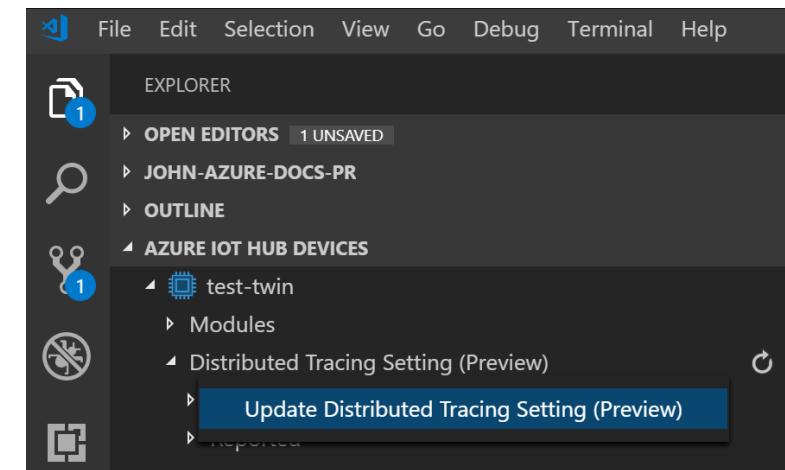 File Edit Selection View Go Debug Terminal Help
EXPLORER
1
OPEN EDITORS 1 UNSAVED
JOHN-AZURE-DOCS-PR
OUTLINE
AZURE IOT HUB DEVICES
1
test-twin
Modules
Distributed Tracing Setting (Preview)
Update Distributed Tracing Setting (Preview)
Reported